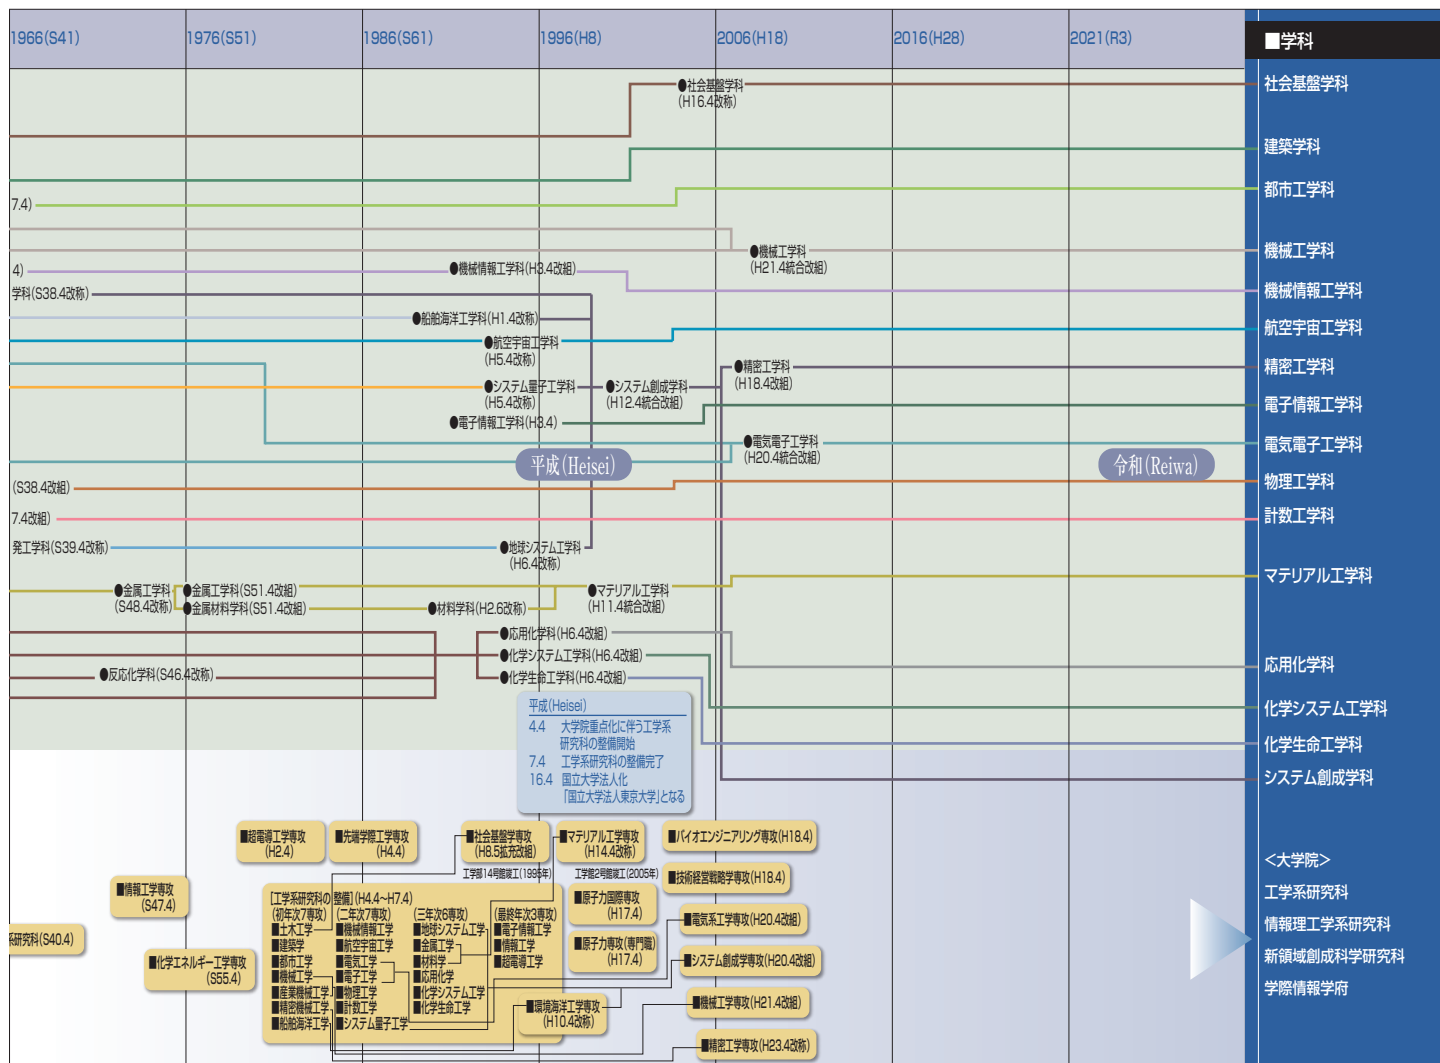 1966(S41)
1976(S51)
1986(S61)
1996(H8)
2006(H18)
2016(H28)
2021(R3)
■学科
●社会基盤学科
(H16.4改称)
社会基盤学科
建築学科
7.4)
都市工学科
●機械工学科
(H21.4統合改組)
機械工学科
4)
●機械情報工学科(H3.4改組)
機械情報工学科
学科(S38.4改称)
●船舶海洋工学科(H1.4改称)
●航空宇宙工学科
(H5.4改称)
航空宇宙工学科
●精密工学科
(H18.4改組)
精密工学科
●システム量子工学科
(H5.4改称)
●システム創成学科
(H12.4統合改組)
●電子情報工学科(H3.4)
電子情報工学科
●電気電子工学科
(H20.4統合改組)
電気電子工学科
平成(Heisei)
令和(Reiwa)
(S38.4改組)
物理工学科
7.4改組)
計数工学科
発工学科(S39.4改称)
●地球システム工学科
(H6.4改称)
●金属工学科
(S48.4改称)
●金属工学科(S51.4改組)
●金属材料学科(S51.4改組)
●材料学科(H2.6改称)
●マテリアル工学科
(H11.4統合改組)
マテリアル工学科
●応用化学科(H6.4改組)
●化学システム工学科(H6.4改組)
●化学生命工学科(H6.4改組)
●反応化学科(S46.4改称)
応用化学科
化学システム工学科
化学生命工学科
システム創成学科
平成(Heisei)
4.4 大学院重点化に伴う工学系
研究科の整備開始
7.4 工学系研究科の整備完了
16.4 国立大学法人化
「国立大学法人東京大学」となる
■超電導工学専攻
(H2.4)
■先端学際工学専攻
(H4.4)
■社会基盤学専攻
(H8.5拡充改組)
■マテリアル工学専攻
(H14.4改称)
■バイオエンジニアリング専攻(H18.4)
工学部14号館竣工(1995年)
工学館2号館竣工(2005年)
■技術経営戦略学専攻(H18.4)
■情報工学専攻
(S47.4)
系研究科(S40.4)
■化学エネルギー工学専攻
(S55.4)
[工学系研究科の整備](H4.4〜H7.4)
(初年次7専攻)
■土木工学
■建築学
■都市工学
■機械工学
■産業機械工学
■精密機械工学
■船舶海洋工学
(二年次7専攻)
■機械情報工学
■航空宇宙工学
■電気工学
■電子工学
■物理工学
■計数工学
■システム量子工学
(三年次6専攻)
■地球システム工学
■金属工学
■材料学
■応用化学
■化学システム工学
■化学生命工学
(最終年次3専攻)
■電子情報工学
■情報工学
■超電導工学
■原子力国際専攻
(H17.4)
■原子力専攻(専門職)
(H17.4)
■環境海洋工学専攻
(H10.4改称)
■電気系工学専攻(H20.4改組)
■システム創成学専攻(H20.4改組)
■機械工学専攻(H21.4改組)
■精密工学専攻(H23.4改称)
<大学院>
工学系研究科
情報理工学系研究科
新領域創成科学研究科
学際情報学府